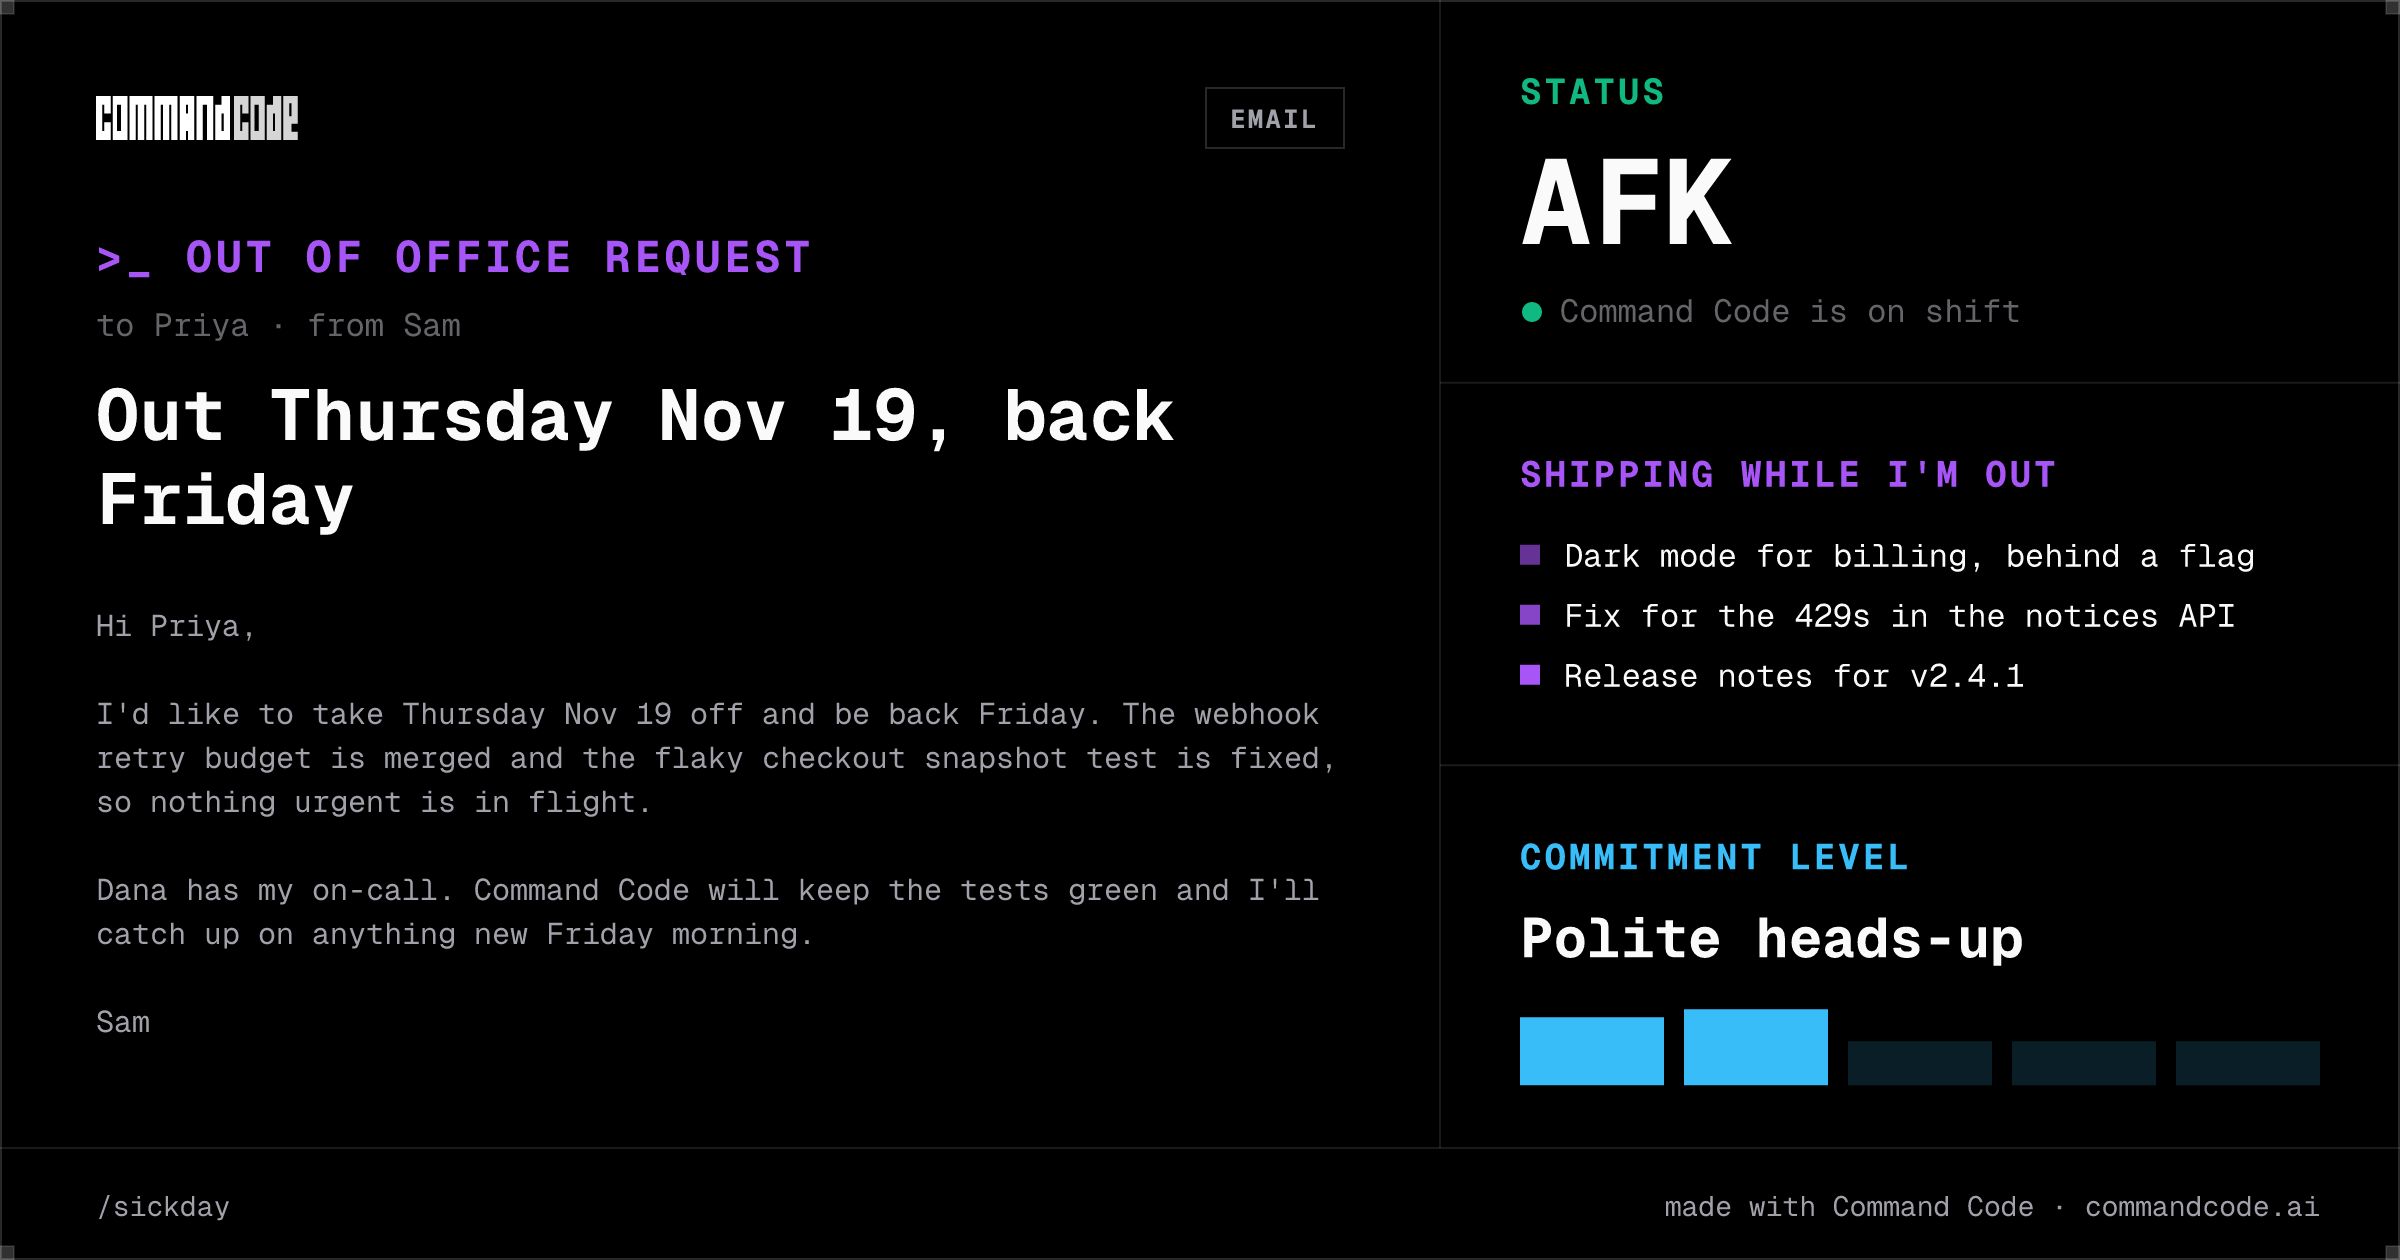 commandcode
EMAIL
>_ OUT OF OFFICE REQUEST
to Priya · from Sam
Out Thursday Nov 19, back
Friday
Hi Priya,
I'd like to take Thursday Nov 19 off and be back Friday. The webhook
retry budget is merged and the flaky checkout snapshot test is fixed,
so nothing urgent is in flight.
Dana has my on-call. Command Code will keep the tests green and I'll
catch up on anything new Friday morning.
Sam
STATUS
AFK
Command Code is on shift
SHIPPING WHILE I'M OUT
Dark mode for billing, behind a flag
Fix for the 429s in the notices API
Release notes for v2.4.1
COMMITMENT LEVEL
Polite heads-up
/sickday
made with Command Code · commandcode.ai